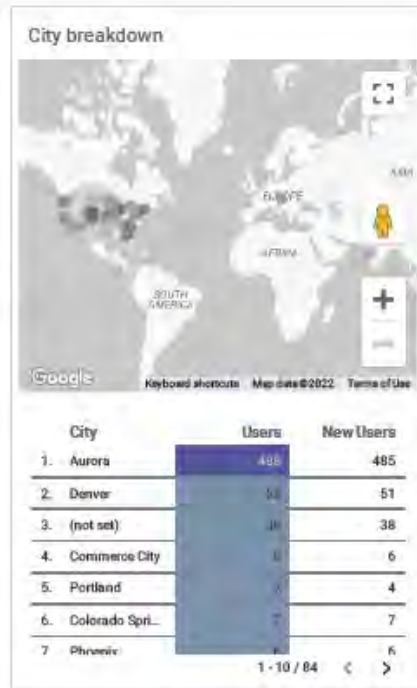 City breakdown
EUROPE
ASIA
AFRICA
SOUTH
AMERICA
Google
Keyboard shortcuts Map data ©2022 Terms of Use
City Users New Users
1. Aurora 485
2. Denver 51
3. (not set) 38
4. Commerce City 6
5. Portland 4
6. Colorado Spri... 7 7
7. Phoenix 6
1 - 10 / 84 < >